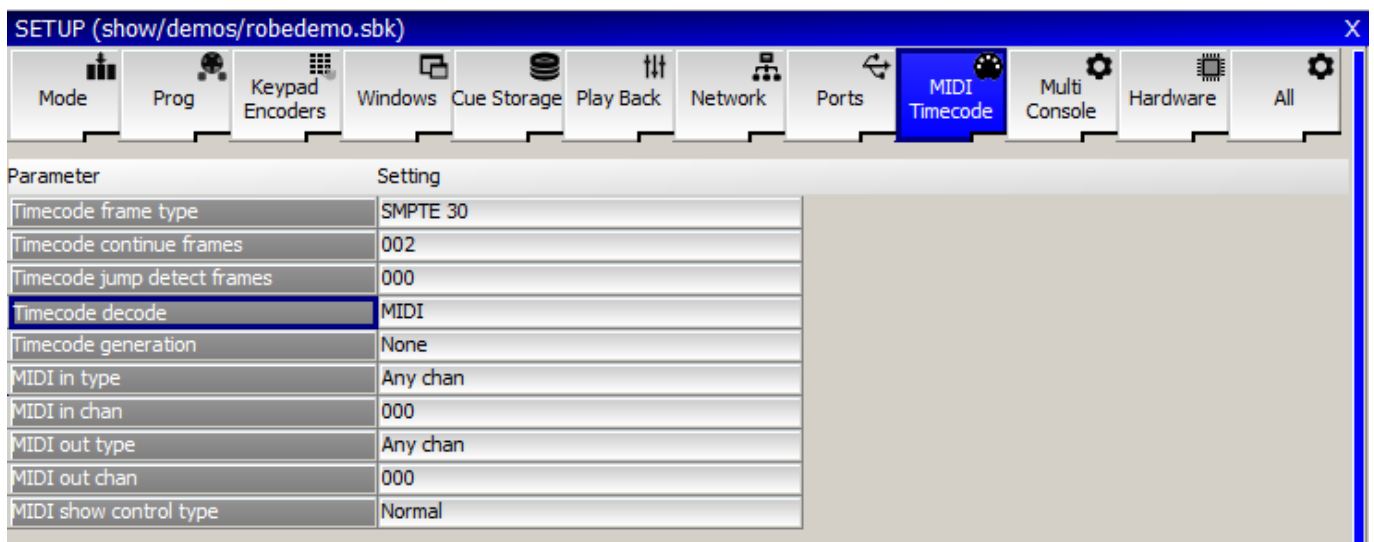 SETUP (show/demos/robedemo.sbk) X
Mode Prog Keypad Encoders Windows Cue Storage Play Back Network Ports MIDI Timecode Multi Console Hardware All
Parameter Setting
Timecode frame type SMPTE 30
Timecode continue frames 002
Timecode jump detect frames 000
Timecode decode MIDI
Timecode generation None
MIDI in type Any chan
MIDI in chan 000
MIDI out type Any chan
MIDI out chan 000
MIDI show control type Normal